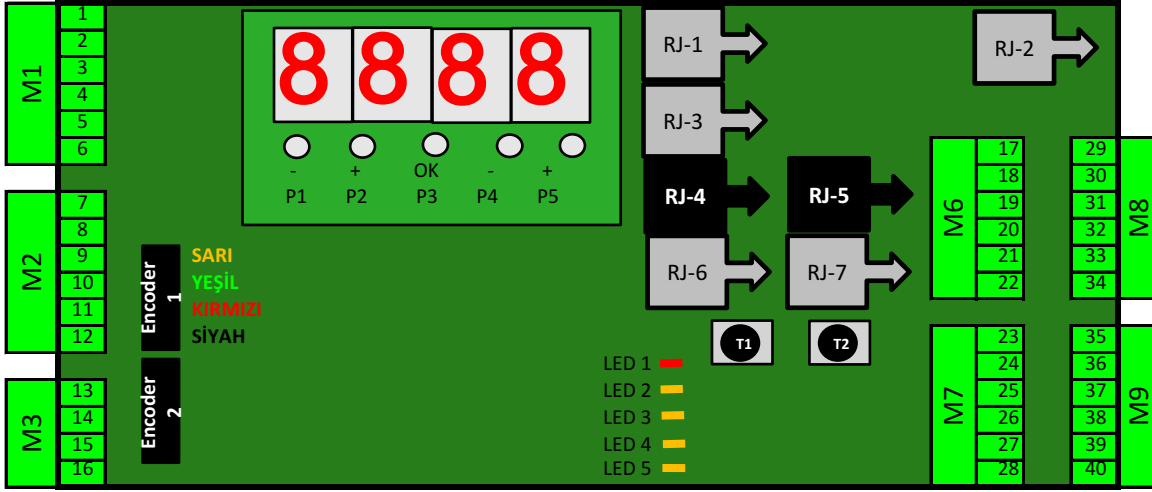 M1
1
2
3
4
5
6
M2
7
8
9
10
11
12
M3
13
14
15
16
Encoder 1
SARI
YEŞİL
KIRMIZI
SİYAH
Encoder 2
8 8 8 8
- + OK - +
P1 P2 P3 P4 P5
RJ-1
RJ-2
RJ-3
RJ-4 RJ-5
RJ-6 RJ-7
T1 T2
LED 1
LED 2
LED 3
LED 4
LED 5
M6
17
18
19
20
21
22
M8
29
30
31
32
33
34
M7
23
24
25
26
27
28
M9
35
36
37
38
39
40